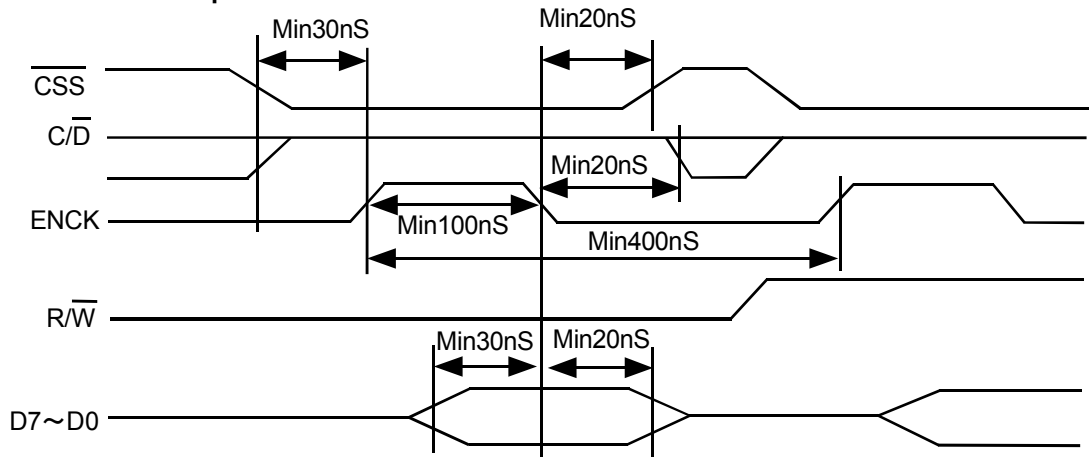 Min30nS
Min20nS
CSS
C/D
Min20nS
ENCK
Min100nS
Min400nS
R/W
Min30nS
Min20nS
D7～D0